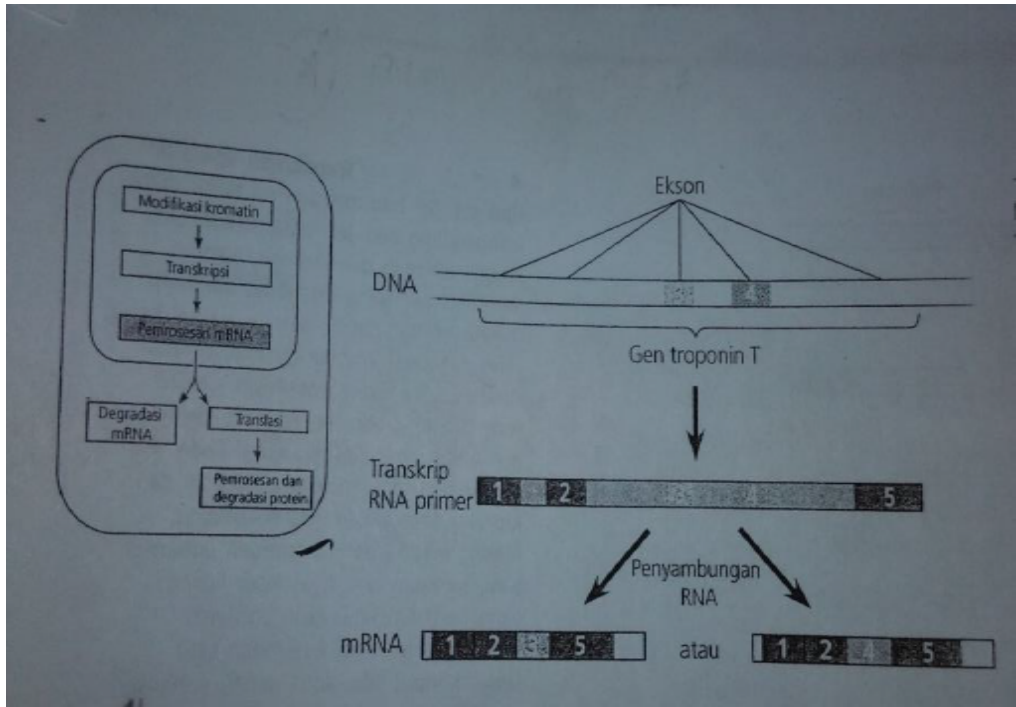 Modifikasi kromatin
Transkripsi
Pemrosesan mRNA
Degradasi
mRNA
Translasi
Pemrosesan dan
degradasi protein
Ekson
DNA
4
Gen troponin T
Transkrip
RNA primer
1 2 5
Penyambungan
RNA
mRNA
1 2 5
atau
1 2 5